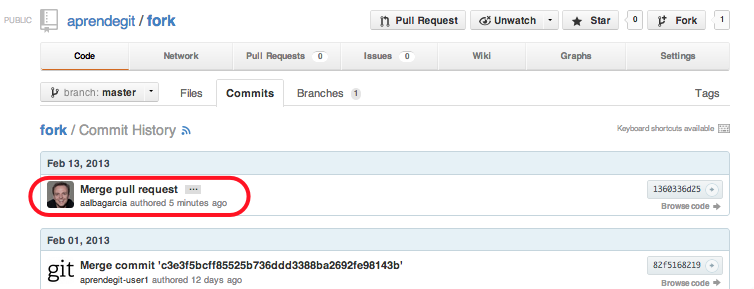 PUBLIC aprendegit / fork Pull Request Unwatch Star 0 Fork 1
Code Network Pull Requests 0 Issues 0 Wiki Graphs Settings
branch: master Files Commits Branches 1 Tags
fork / Commit History Keyboard shortcuts available
Feb 13, 2013
Merge pull request ... 1360336d25
aalbagarcia authored 5 minutes ago Browse code
Feb 01, 2013
git Merge commit 'c3e3f5bcff85525b736ddd3388ba2692fe98143b' 82f5168219
aprendegit-user1 authored 12 days ago Browse code